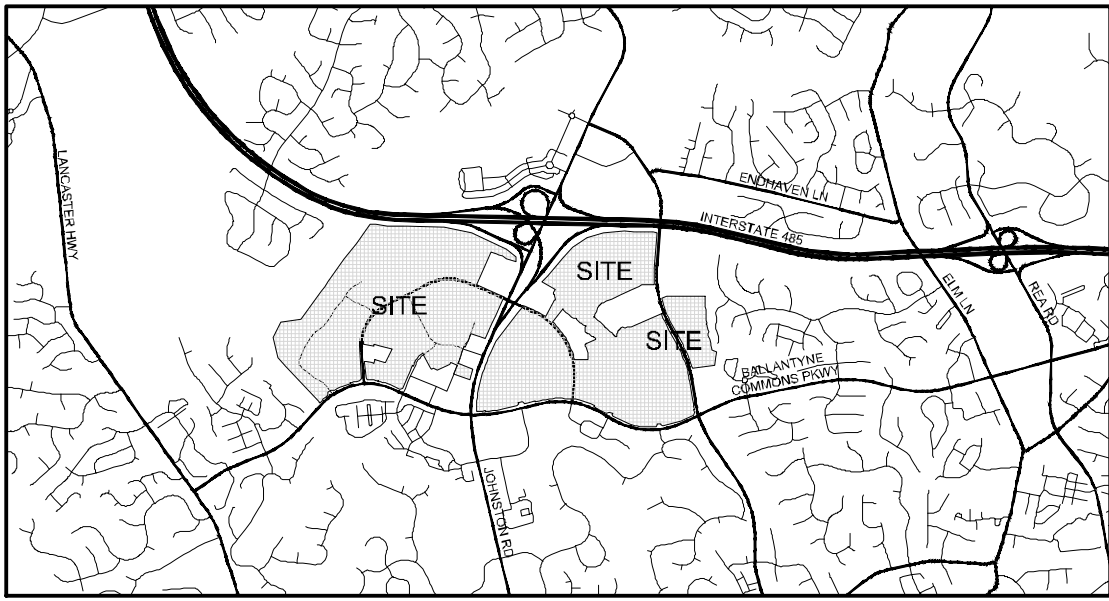 LANCASTER HWY
ENDHAVEN LN
INTERSTATE 485
SITE
SITE
SITE
ELM LN
REA RD
BALLANTYNE
COMMONS PKWY
JOHNSTON RD